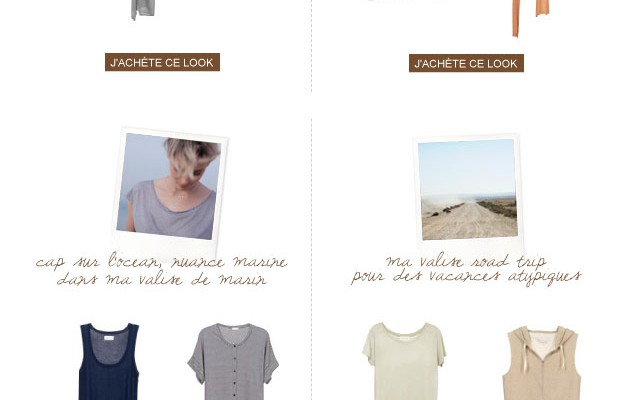 J'ACHÈTE CE LOOK
J'ACHÈTE CE LOOK
cap sur l'ocean, nuance marine
dans ma valise de marin
ma valise road trip
pour des vacances atypiques